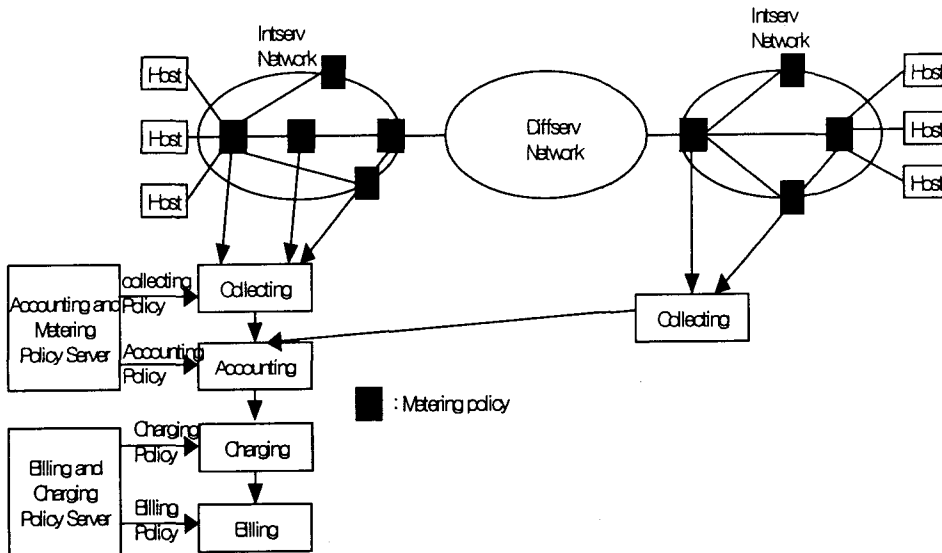 Intserv
Network
Intserv
Network
Host
Host
Host
Diffserv
Network
Host
Host
Host
Accounting and
Metering
Policy Server
collecting
Policy
Collecting
Collecting
Accounting
Policy
Accounting
: Metering policy
Billing and
Charging
Policy Server
Charging
Policy
Charging
Billing
Policy
Billing